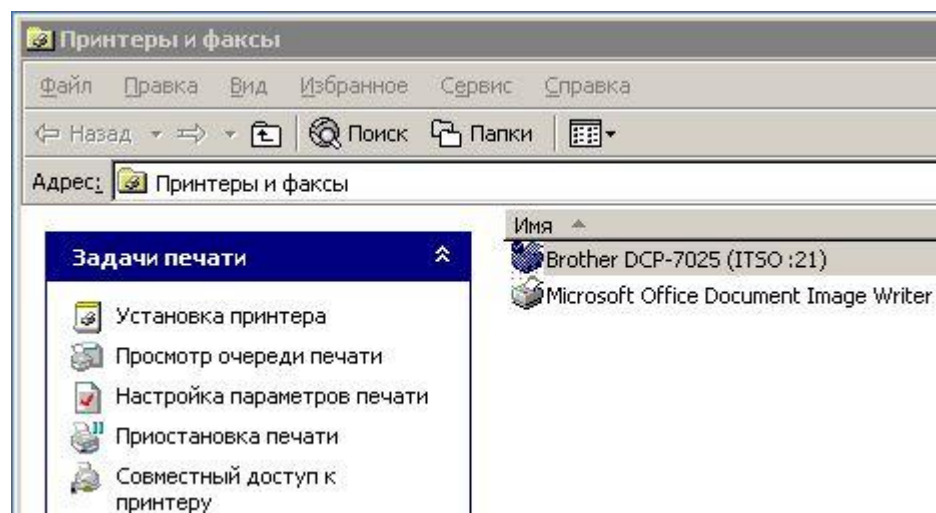 Принтеры и факсы
Файл Правка Вид Избранное Сервис Справка
Назад Поиск Папки
Адрес: Принтеры и факсы
Имя
Задачи печати
Brother DCP-7025 (ITSO :21)
Microsoft Office Document Image Writer
Установка принтера
Просмотр очереди печати
Настройка параметров печати
Приостановка печати
Совместный доступ к
принтеру